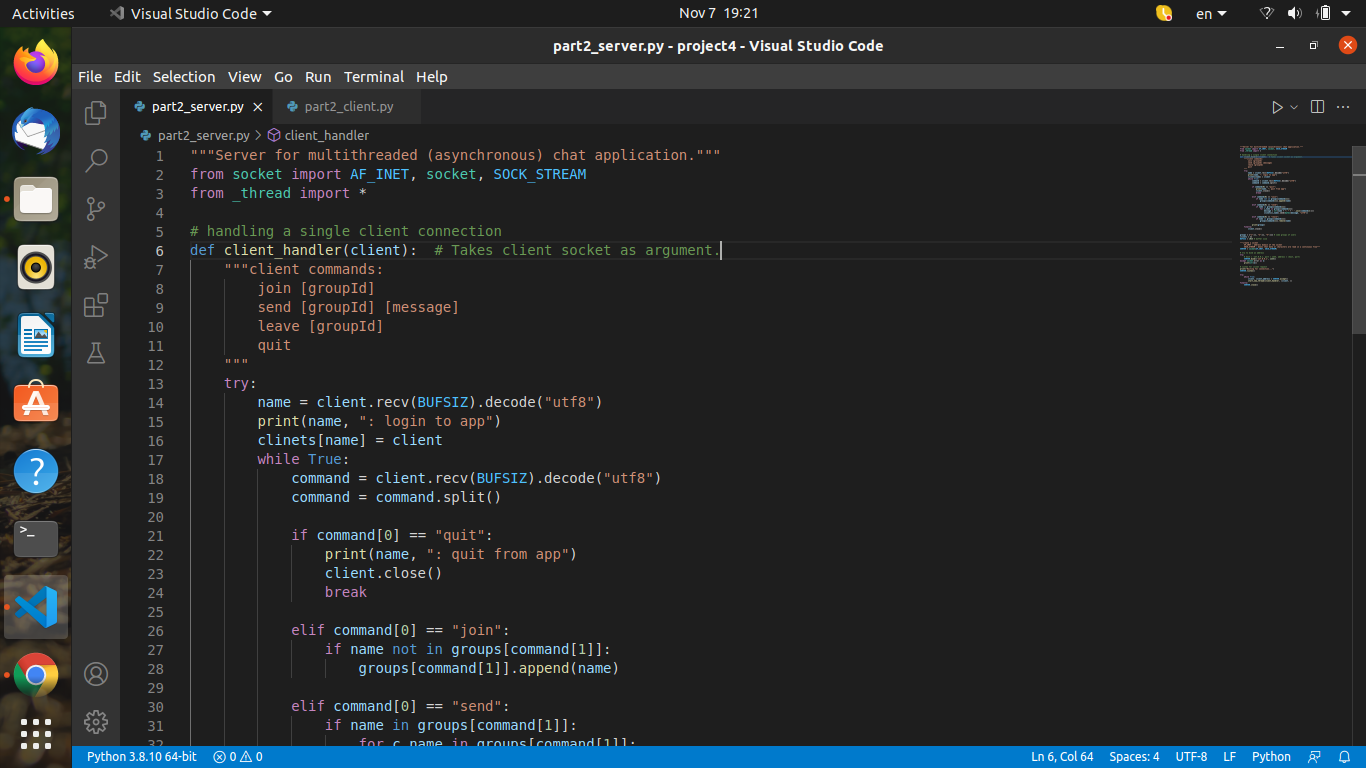 Activities Visual Studio Code Nov 7 19:21 en
part2_server.py - project4 - Visual Studio Code
File Edit Selection View Go Run Terminal Help
part2_server.py part2_client.py
part2_server.py client_handler
1 """Server for multithreaded (asynchronous) chat application."""
2 from socket import AF_INET, socket, SOCK_STREAM
3 from _thread import *
4
5 # handling a single client connection
6 def client_handler(client):  # Takes client socket as argument.
7     """client commands:
8         join [groupId]
9         send [groupId] [message]
10         leave [groupId]
11         quit
12     """
13     try:
14         name = client.recv(BUFSIZ).decode("utf8")
15         print(name, ": login to app")
16         clinets[name] = client
17         while True:
18             command = client.recv(BUFSIZ).decode("utf8")
19             command = command.split()
20
21             if command[0] == "quit":
22                 print(name, ": quit from app")
23                 client.close()
24                 break
25
26             elif command[0] == "join":
27                 if name not in groups[command[1]]:
28                     groups[command[1]].append(name)
29
30             elif command[0] == "send":
31                 if name in groups[command[1]]:
32                     for c_name in groups[command[1]]:
Python 3.8.10 64-bit 0 0 Ln 6, Col 64 Spaces: 4 UTF-8 LF Python